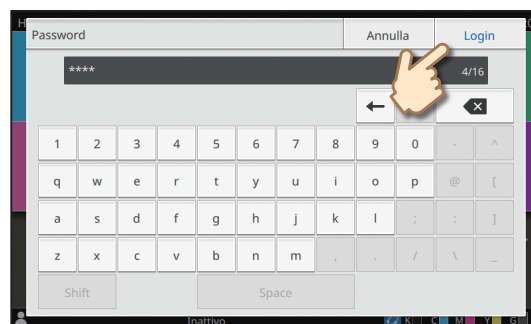 Password Annulla Login
**** 4/16
1 2 3 4 5 6 7 8 9 0 - ^
q w e r t y u i o p @ [
a s d f g h j k l ; : ]
z x c v b n m , . / \ _
Shift Space
Inattivo K C M Y